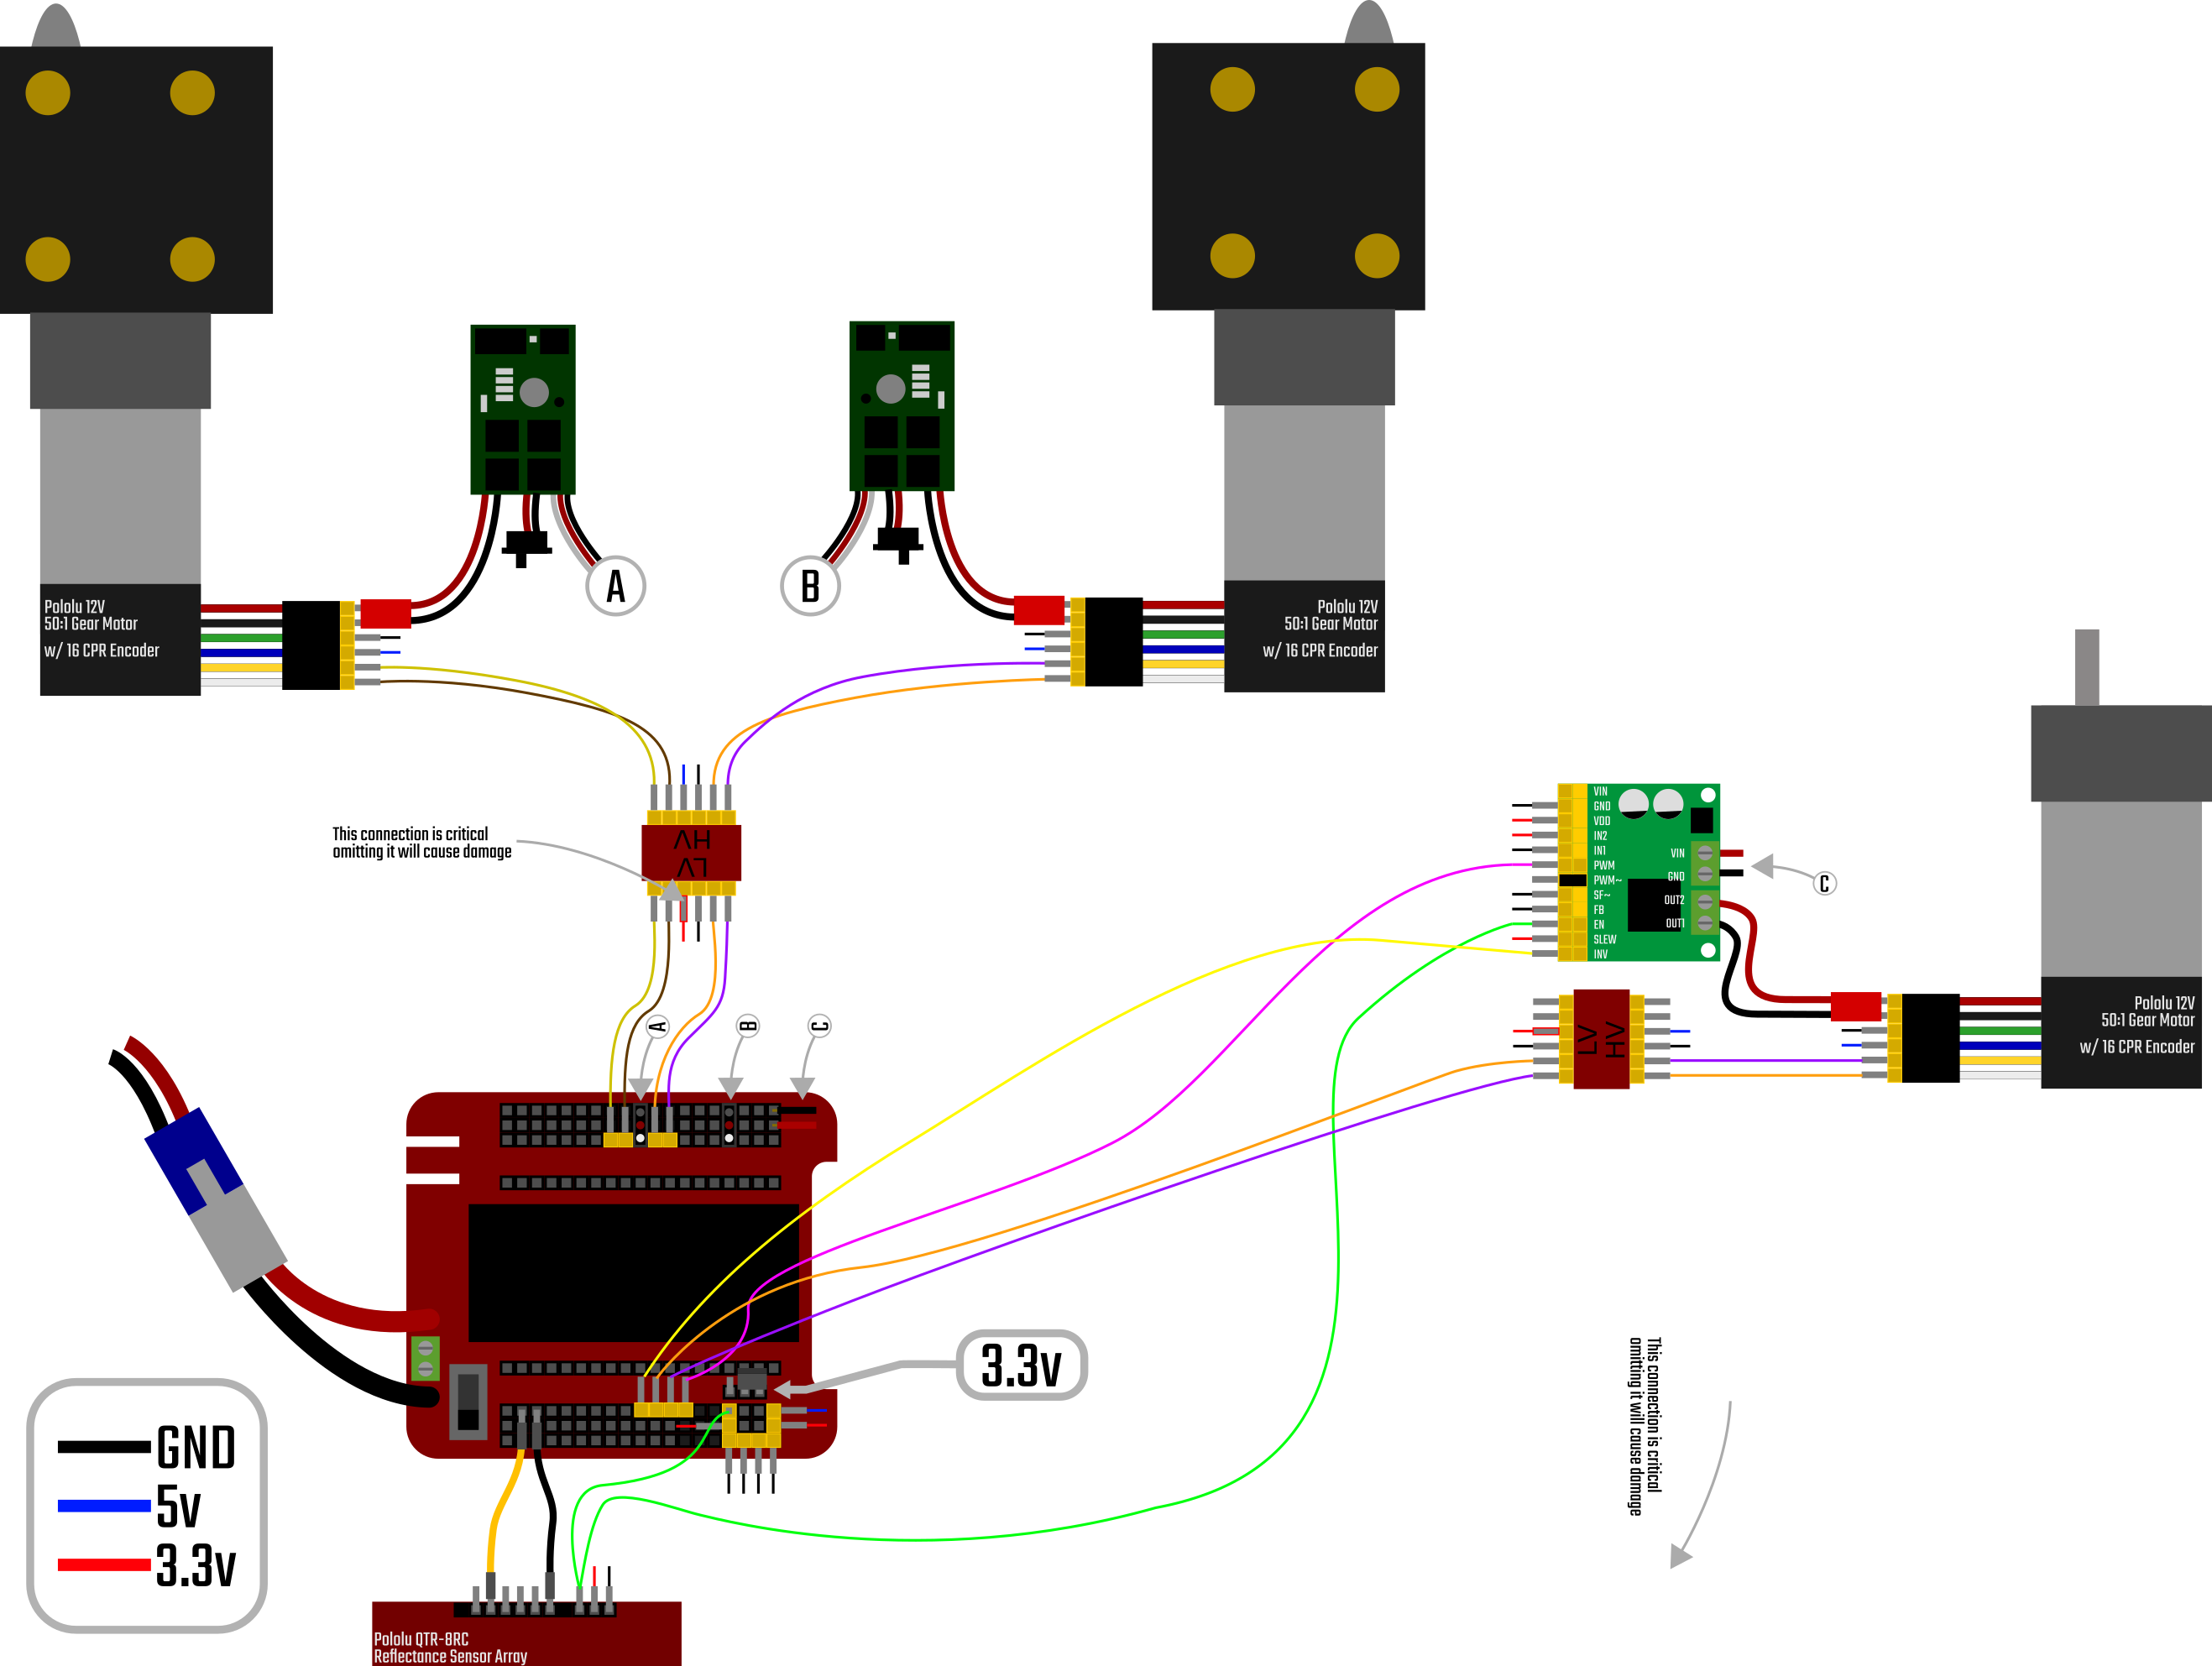 A
B
Pololu 12V
50:1 Gear Motor
w/ 16 CPR Encoder
Pololu 12V
50:1 Gear Motor
w/ 16 CPR Encoder
This connection is critical
omitting it will cause damage
HV
LV
VIN
GND
VDD
IN2
IN1
PWM
PWM~
SF~
FB
EN
SLEW
INV
VIN
GND
OUT2
OUT1
C
LV
HV
Pololu 12V
50:1 Gear Motor
w/ 16 CPR Encoder
A
B
C
3.3v
GND
5v
3.3v
This connection is critical
omitting it will cause damage
Pololu QTR-8RC
Reflectance Sensor Array